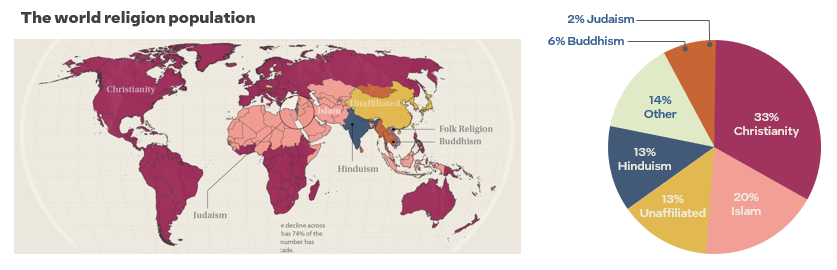 The world religion population
2% Judaism
6% Buddhism
Christianity
Unaffiliated
Islam
Folk Religion
Buddhism
Hinduism
Judaism
e decline across
has 74% of the
number has
cade.
14%
Other
33%
Christianity
13%
Hinduism
13%
Unaffiliated
20%
Islam